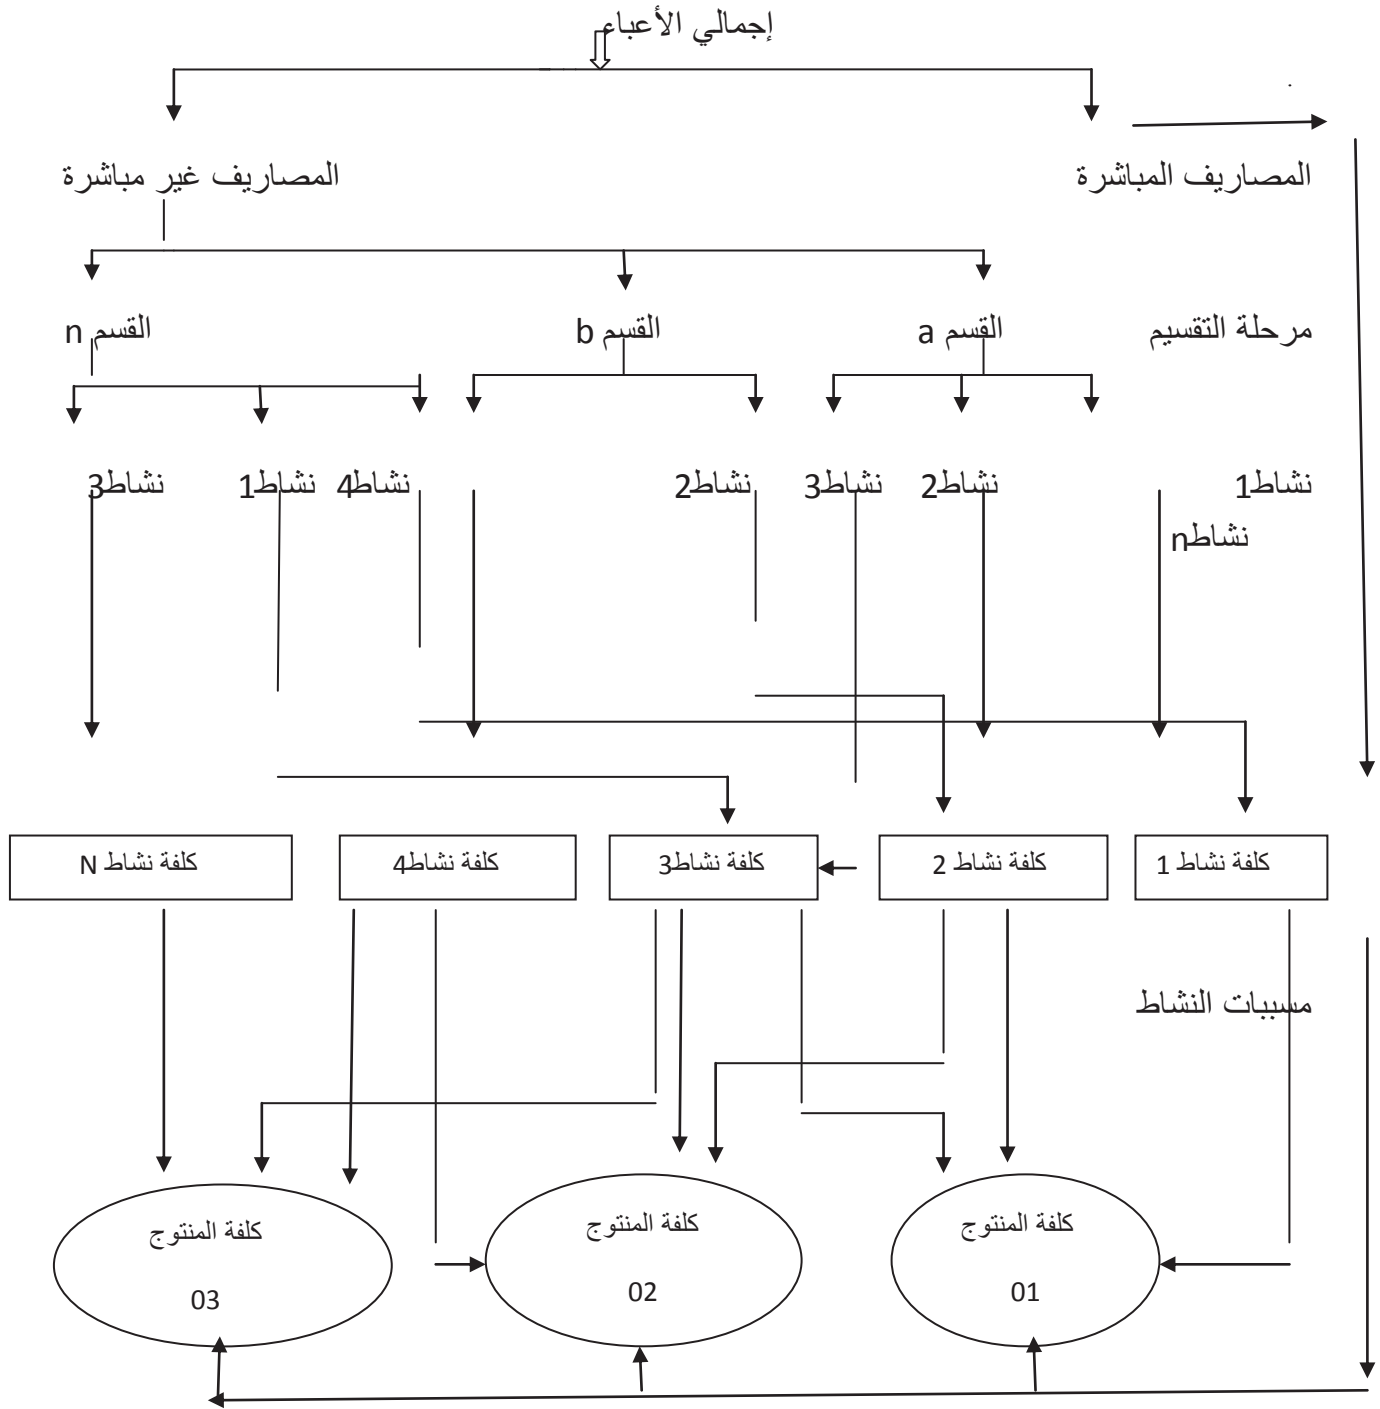 إجمالي الأعباء
المصاريف المباشرة المصاريف غير مباشرة
مرحلة التقسيم القسم a القسم b القسم n
نشاط1 نشاط2 نشاط3 نشاط2 نشاط4 نشاط1 نشاط3
نشاطn
كلفة نشاط 1 كلفة نشاط 2 كلفة نشاط3 كلفة نشاط4 كلفة نشاط N
مسببات النشاط
كلفة المنتوج كلفة المنتوج كلفة المنتوج
01 02 03